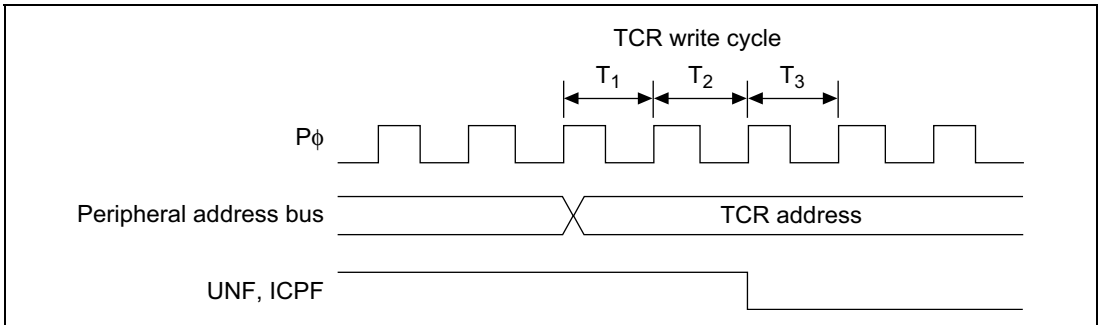 TCR write cycle
T₁ T₂ T₃
Pϕ
Peripheral address bus TCR address
UNF, ICPF